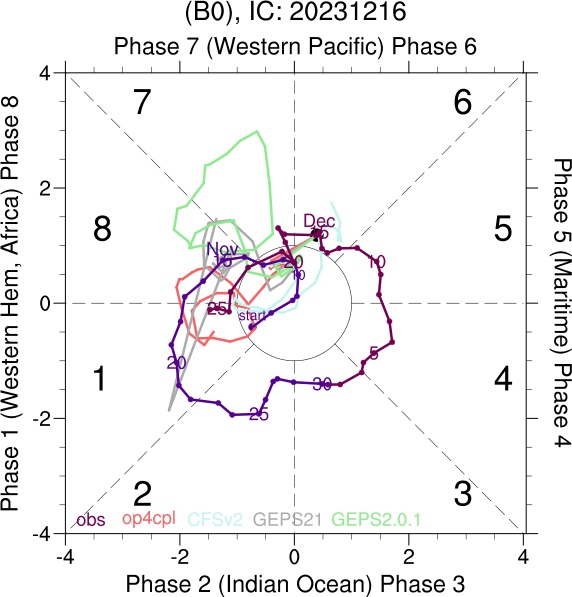 (B0), IC: 20231216
Phase 7 (Western Pacific) Phase 6
4
7
6
Phase 1 (Western Hem, Africa) Phase 8
Phase 5 (Maritime) Phase 4
2
Dec
8
5
Nov
20
10
10
25
0
start
20
5
1
4
30
25
-2
2
3
obs op4cpl CFSv2 GEPS21 GEPS2.0.1
-4
-4 -2 0 2 4
Phase 2 (Indian Ocean) Phase 3